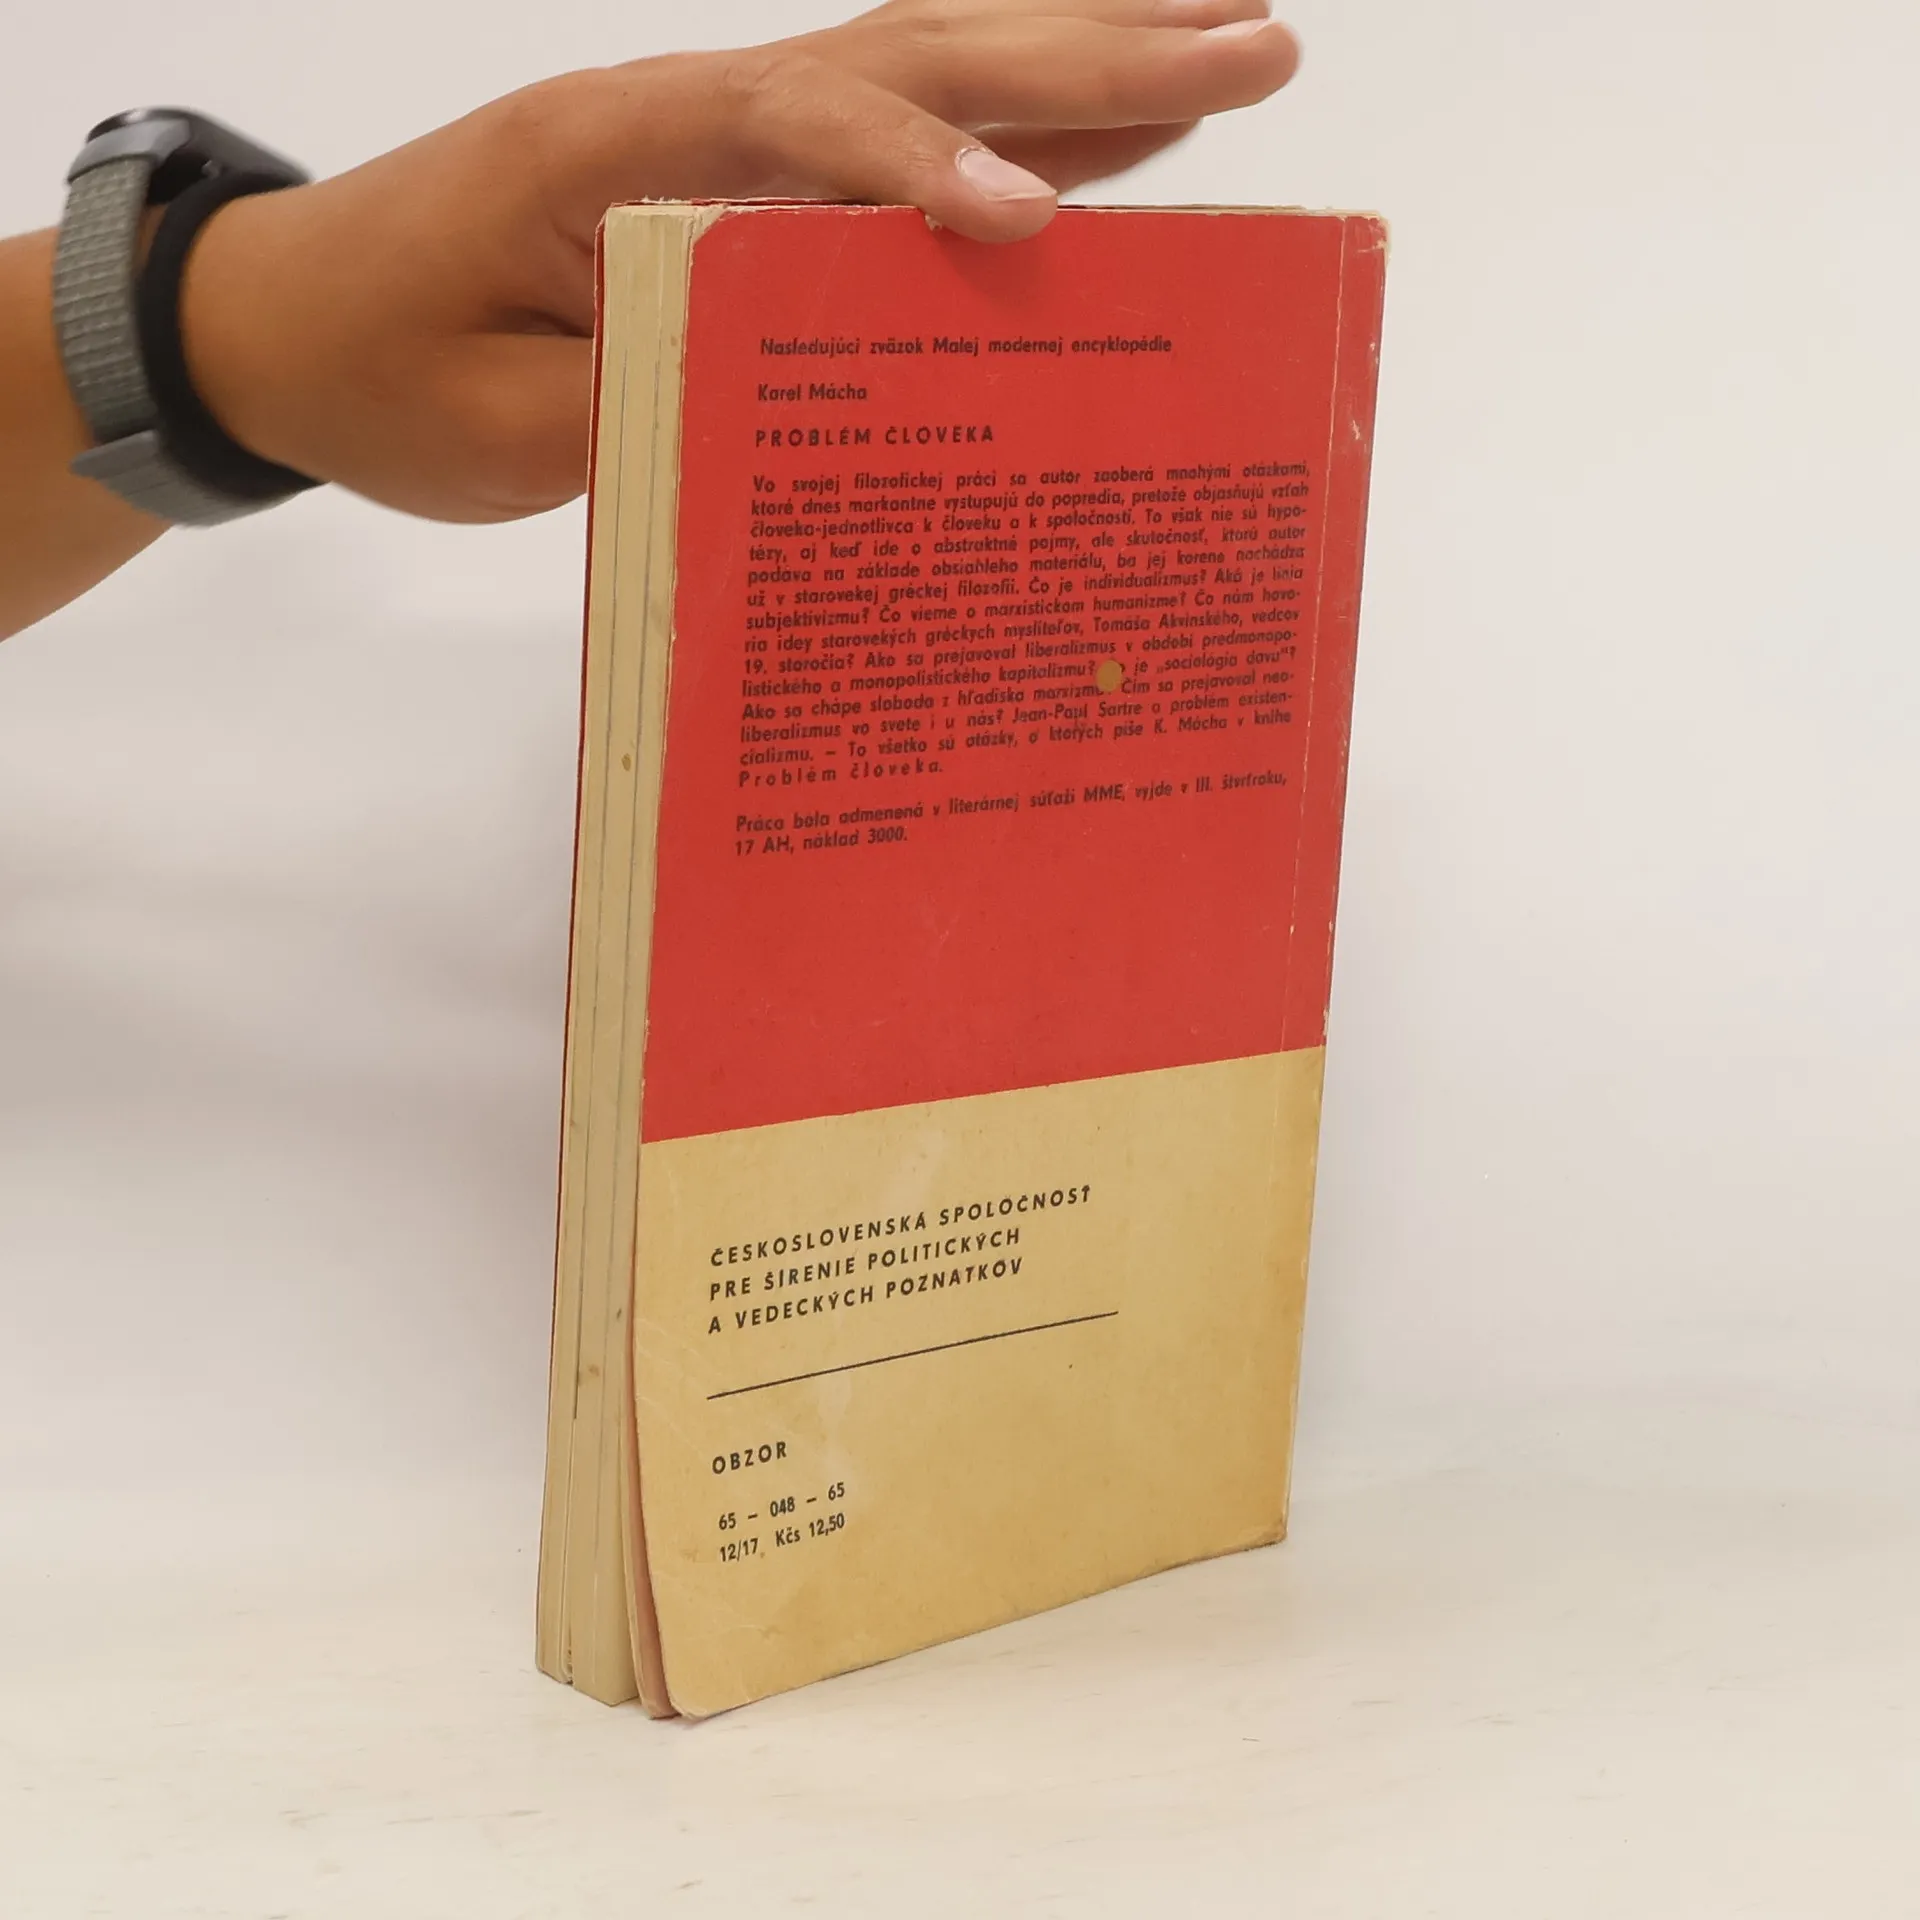 Nasledujúci zväzok Malej modernej encyklopédie
Karel Mácha
PROBLÉM ČLOVEKA
Vo svojej filozofickej práci sa autor zaoberá mnohými otázkami,
ktoré dnes markantne vystupujú do popredia, pretože objasňujú vzťah
človeka-jednotlivca k človeku a k spoločnosti. To však nie sú hypo-
tézy, aj keď ide o abstraktné pojmy, ale skutočnosť, ktorú autor
podáva na základe obsiahleho materiálu, ba jej korene nachádza
už v starovekej gréckej filozofii. Čo je individualizmus? Aká je línia
subjektivizmu? Čo vieme o marxistickom humanizme? Čo nám hovo-
ria idey starovekých gréckych mysliteľov, Tomáša Akvinského, vedcov
19. storočia? Ako sa prejavoval liberalizmus v období predmonopo-
listického a monopolistického kapitalizmu? je „sociológia davu"?
Ako sa chápe sloboda z hľadiska marxizmu? Čím sa prejavoval neo-
liberalizmus vo svete i u nás? Jean-Paul Sartre a problém existen-
cializmu. – To všetko sú otázky, o ktorých píše K. Mácha v knihe
Problém človeka.
Práca bola odmenená v literárnej súťaži MME, vyjde v III. štvrťroku,
17 AH, náklad 3000.
ČESKOSLOVENSKÁ SPOLOČNOSŤ
PRE ŠÍRENIE POLITICKÝCH
A VEDECKÝCH POZNATKOV
OBZOR
65 – 048 – 65
12/17 Kčs 12,50